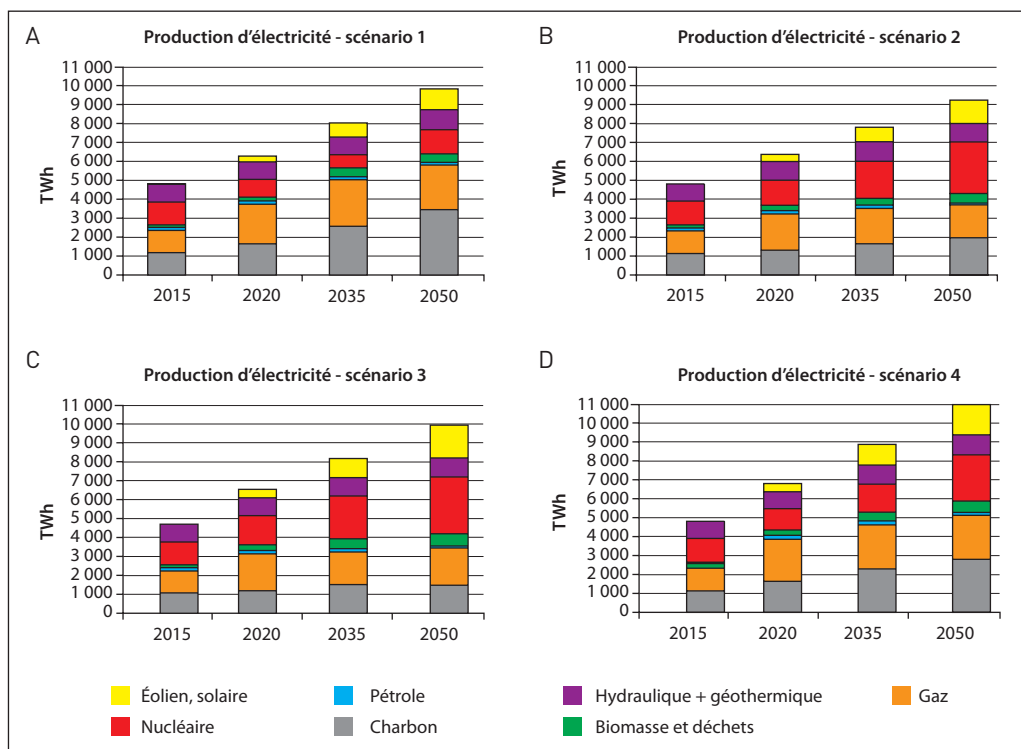 A
Production d'électricité - scénario 1
11 000
10 000
9 000
8 000
7 000
6 000
5 000
4 000
3 000
2 000
1 000
0
TWh
2015 2020 2035 2050
B
Production d'électricité - scénario 2
11 000
10 000
9 000
8 000
7 000
6 000
5 000
4 000
3 000
2 000
1 000
0
TWh
2015 2020 2035 2050
C
Production d'électricité - scénario 3
11 000
10 000
9 000
8 000
7 000
6 000
5 000
4 000
3 000
2 000
1 000
0
TWh
2015 2020 2035 2050
D
Production d'électricité - scénario 4
11 000
10 000
9 000
8 000
7 000
6 000
5 000
4 000
3 000
2 000
1 000
0
TWh
2015 2020 2035 2050
Éolien, solaire Pétrole Hydraulique + géothermique Gaz
Nucléaire Charbon Biomasse et déchets